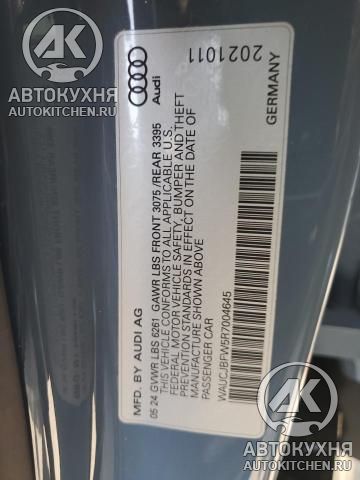 АВТОКУХНЯ
AUTOKITCHEN.RU
Audi
2021011
GERMANY
MFD. BY AUDI AG
05 24 GVWR LBS 6261 GAWR LBS FRONT 3075 /REAR 3395
THIS VEHICLE CONFORMS TO ALL APPLICABLE U.S.
FEDERAL MOTOR VEHICLE SAFETY, BUMPER AND THEFT
PREVENTION STANDARDS IN EFFECT ON THE DATE OF
MANUFACTURE SHOWN ABOVE
PASSENGER CAR
WAUCJBFW5R7004645
АВТОКУХНЯ
AUTOKITCHEN.RU